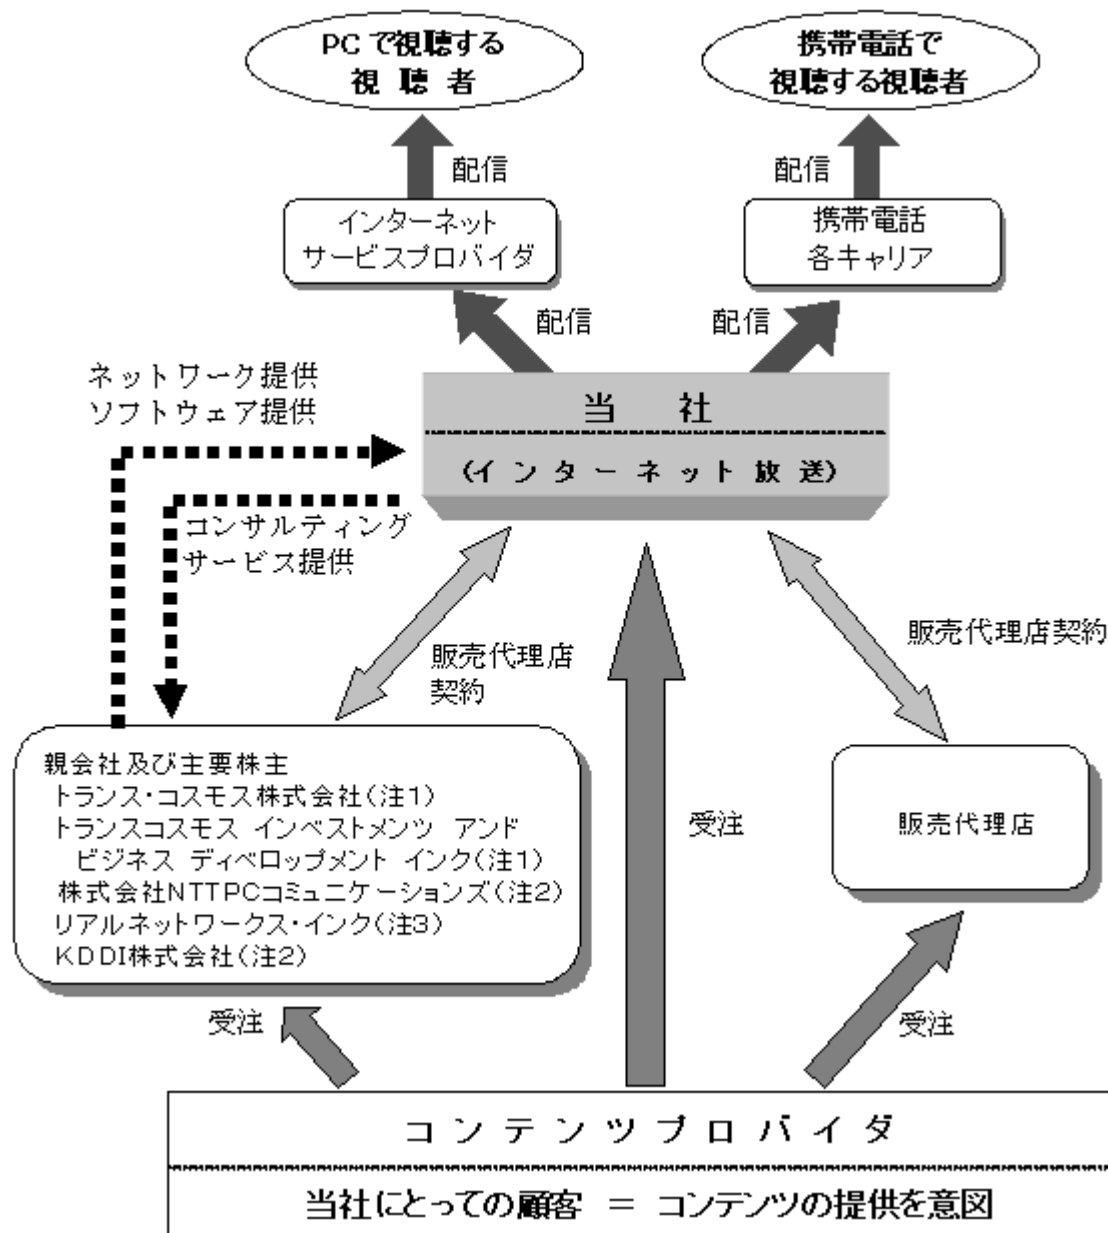 PCで視聴する
視聴者
携帯電話で
視聴する視聴者
配信
配信
インターネット
サービスプロバイダ
携帯電話
各キャリア
配信
配信
ネットワーク提供
ソフトウェア提供
当社
(インターネット放送)
コンサルティング
サービス提供
販売代理店
契約
販売代理店契約
親会社及び主要株主
トランス・コスモス株式会社(注1)
トランスコスモス インベストメンツ アンド
ビジネス ディベロップメント インク(注1)
株式会社NTTPCコミュニケーションズ(注2)
リアルネットワークス・インク(注3)
KDDI株式会社(注2)
受注
販売代理店
受注
受注
コンテンツプロバイダ
当社にとっての顧客 = コンテンツの提供を意図